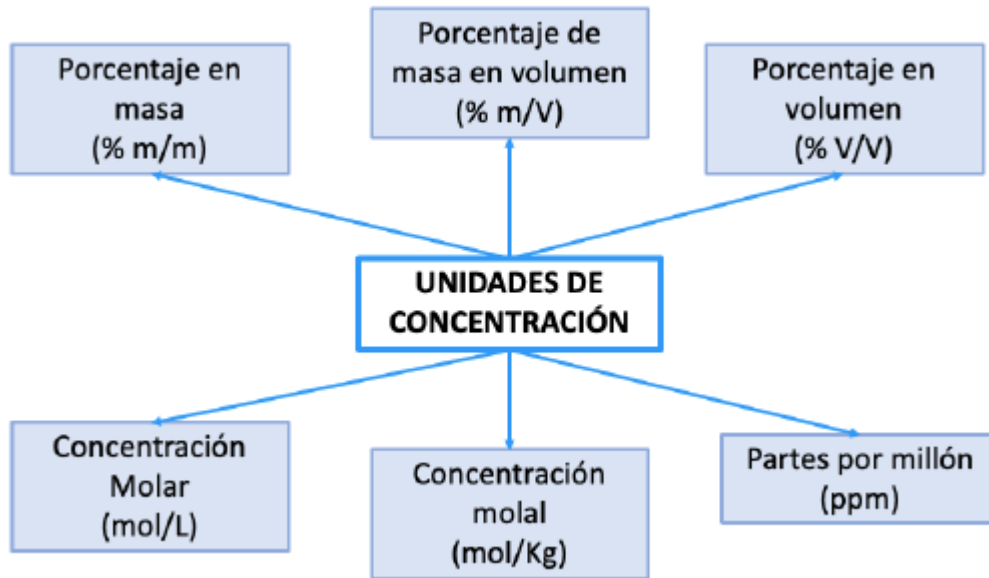 Porcentaje en
masa
(% m/m)
Porcentaje de
masa en volumen
(% m/V)
Porcentaje en
volumen
(% V/V)
UNIDADES DE
CONCENTRACIÓN
Concentración
Molar
(mol/L)
Concentración
molal
(mol/Kg)
Partes por millón
(ppm)